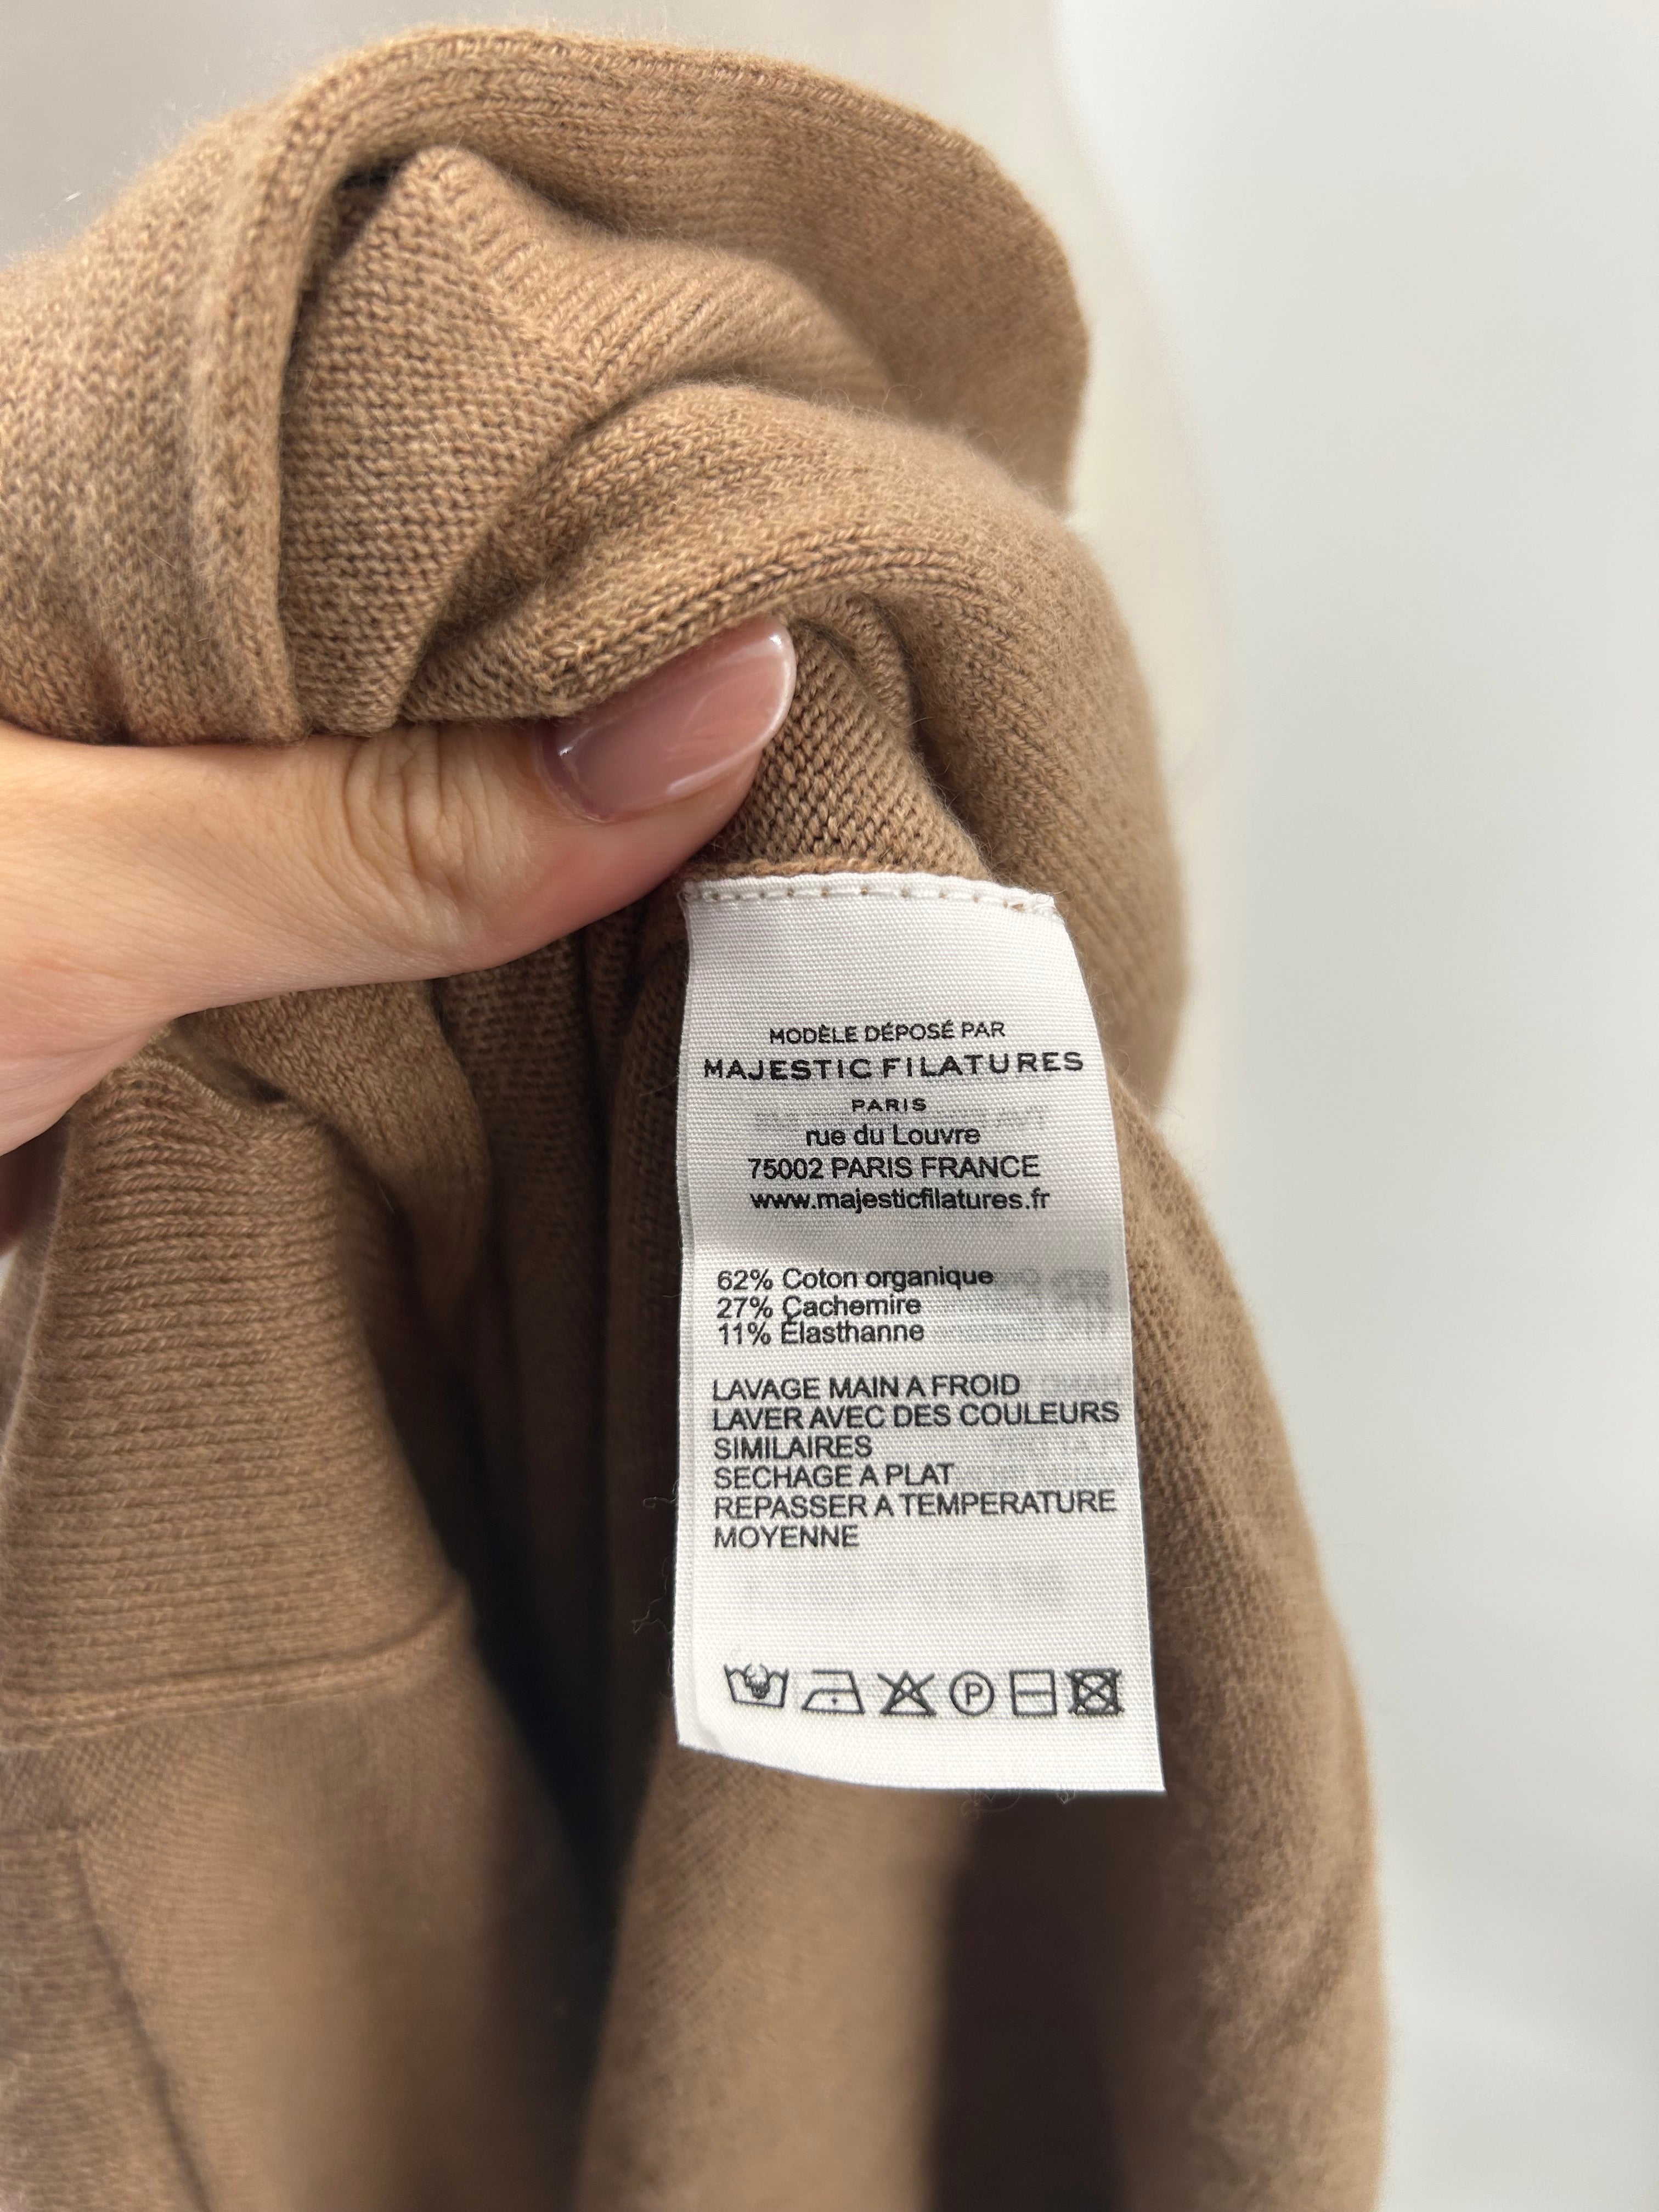 MODÈLE DÉPOSÉ PAR
MAJESTIC FILATURES
PARIS
rue du Louvre
75002 PARIS FRANCE
www.majesticfilatures.fr
62% Coton organique
27% Cachemire
11% Élasthanne
LAVAGE MAIN A FROID
LAVER AVEC DES COULEURS
SIMILAIRES
SECHAGE A PLAT
REPASSER A TEMPERATURE
MOYENNE
P